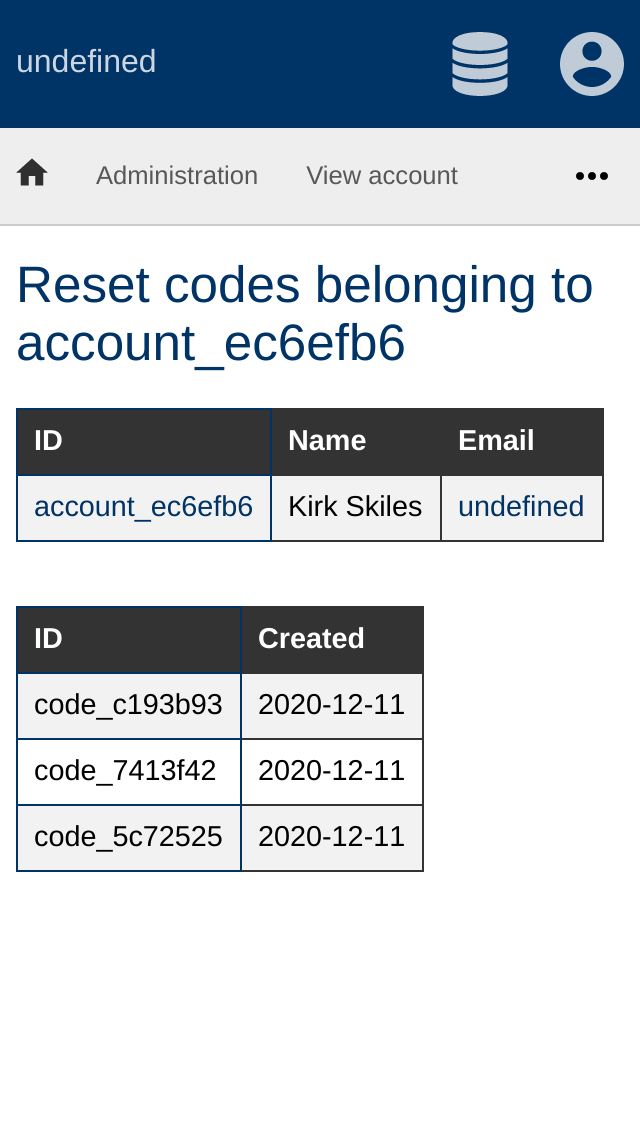 undefined
Administration View account
Reset codes belonging to
account_ec6efb6
ID Name Email
account_ec6efb6 Kirk Skiles undefined
ID Created
code_c193b93 2020-12-11
code_7413f42 2020-12-11
code_5c72525 2020-12-11